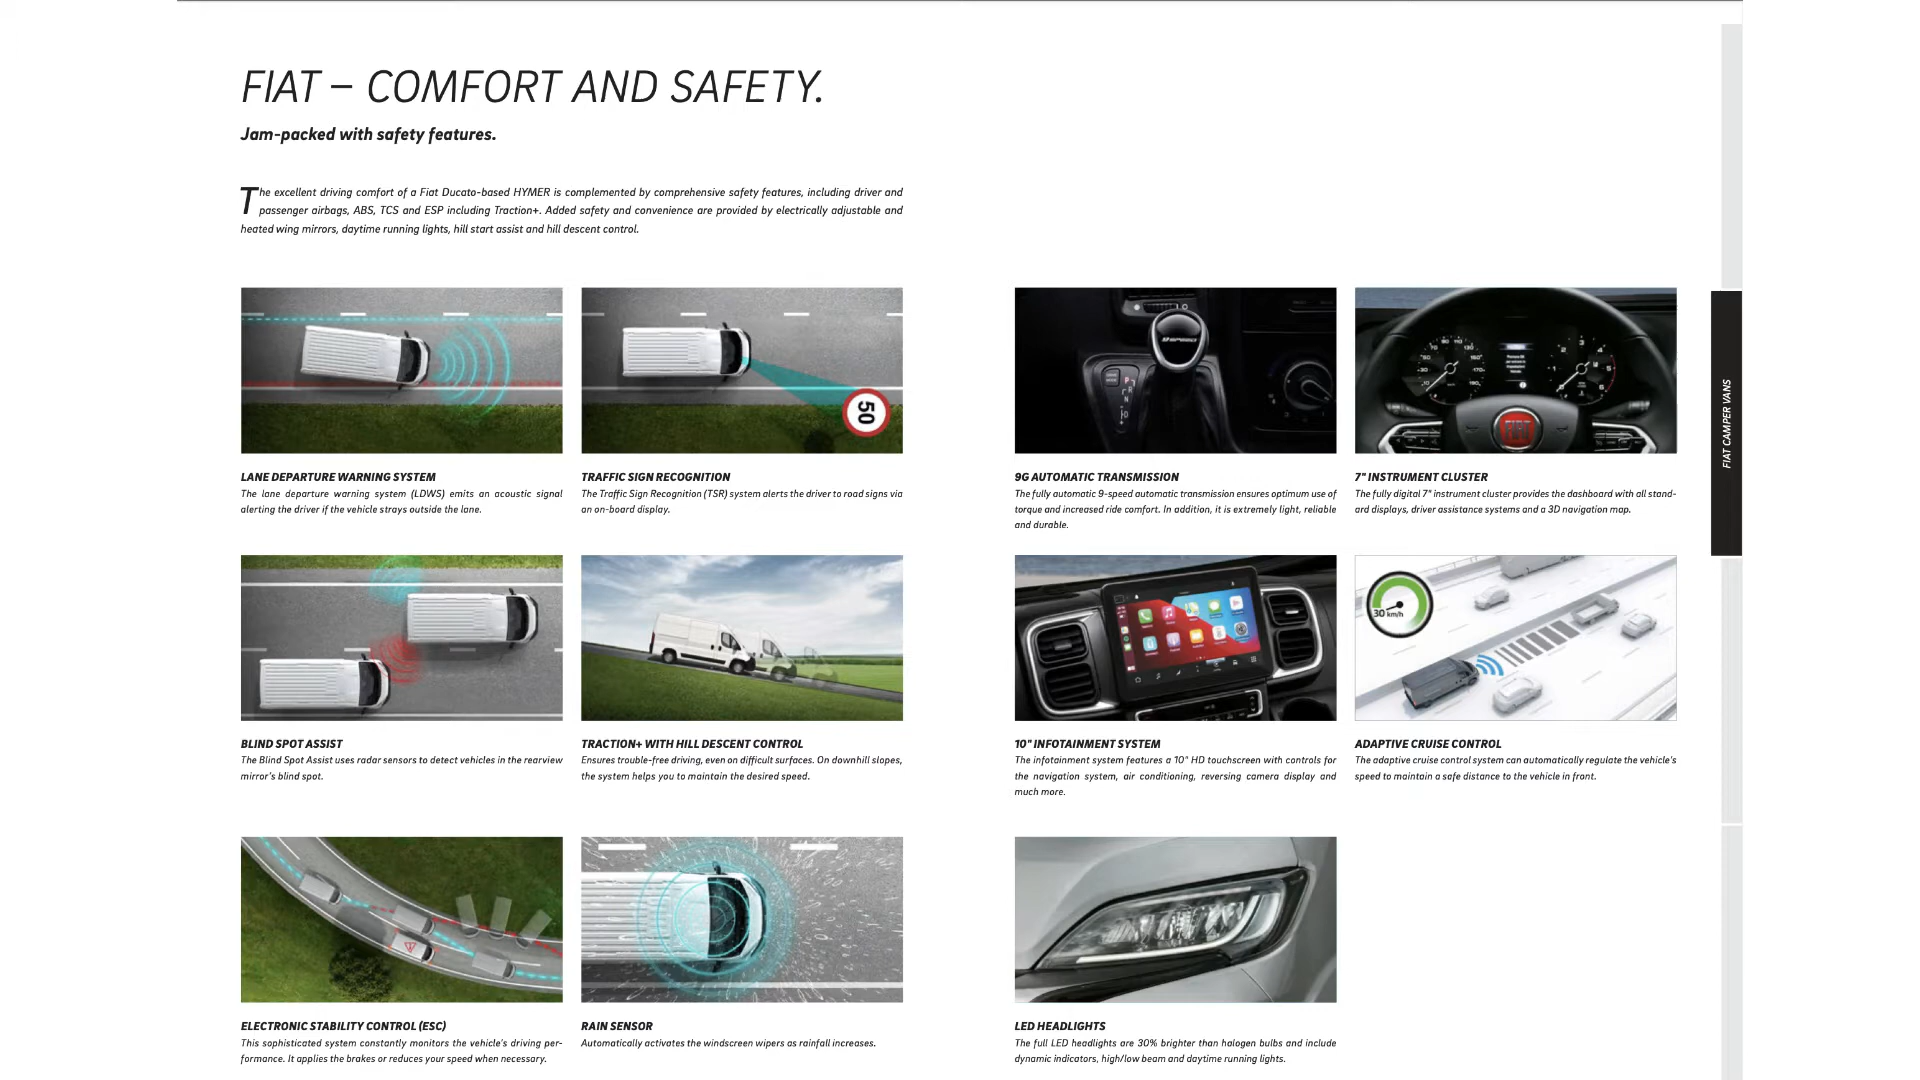 FIAT – COMFORT AND SAFETY.
Jam-packed with safety features.
The excellent driving comfort of a Fiat Ducato-based HYMER is complemented by comprehensive safety features, including driver and
passenger airbags, ABS, TCS and ESP including Traction+. Added safety and convenience are provided by electrically adjustable and
heated wing mirrors, daytime running lights, hill start assist and hill descent control.
50
LANE DEPARTURE WARNING SYSTEM
The lane departure warning system (LDWS) emits an acoustic signal
alerting the driver if the vehicle strays outside the lane.
TRAFFIC SIGN RECOGNITION
The Traffic Sign Recognition (TSR) system alerts the driver to road signs via
an on-board display.
BLIND SPOT ASSIST
The Blind Spot Assist uses radar sensors to detect vehicles in the rearview
mirror's blind spot.
TRACTION+ WITH HILL DESCENT CONTROL
Ensures trouble-free driving, even on difficult surfaces. On downhill slopes,
the system helps you to maintain the desired speed.
ELECTRONIC STABILITY CONTROL (ESC)
This sophisticated system constantly monitors the vehicle's driving per-
formance. It applies the brakes or reduces your speed when necessary.
RAIN SENSOR
Automatically activates the windscreen wipers as rainfall increases.
9 SPEED
P
R
N
D
9G AUTOMATIC TRANSMISSION
The fully automatic 9-speed automatic transmission ensures optimum use of
torque and increased ride comfort. In addition, it is extremely light, reliable
and durable.
FIAT
7" INSTRUMENT CLUSTER
The fully digital 7" instrument cluster provides the dashboard with all stand-
ard displays, driver assistance systems and a 3D navigation map.
10" INFOTAINMENT SYSTEM
The infotainment system features a 10" HD touchscreen with controls for
the navigation system, air conditioning, reversing camera display and
much more.
30 km/h
ADAPTIVE CRUISE CONTROL
The adaptive cruise control system can automatically regulate the vehicle's
speed to maintain a safe distance to the vehicle in front.
LED HEADLIGHTS
The full LED headlights are 30% brighter than halogen bulbs and include
dynamic indicators, high/low beam and daytime running lights.
FIAT CAMPER VANS